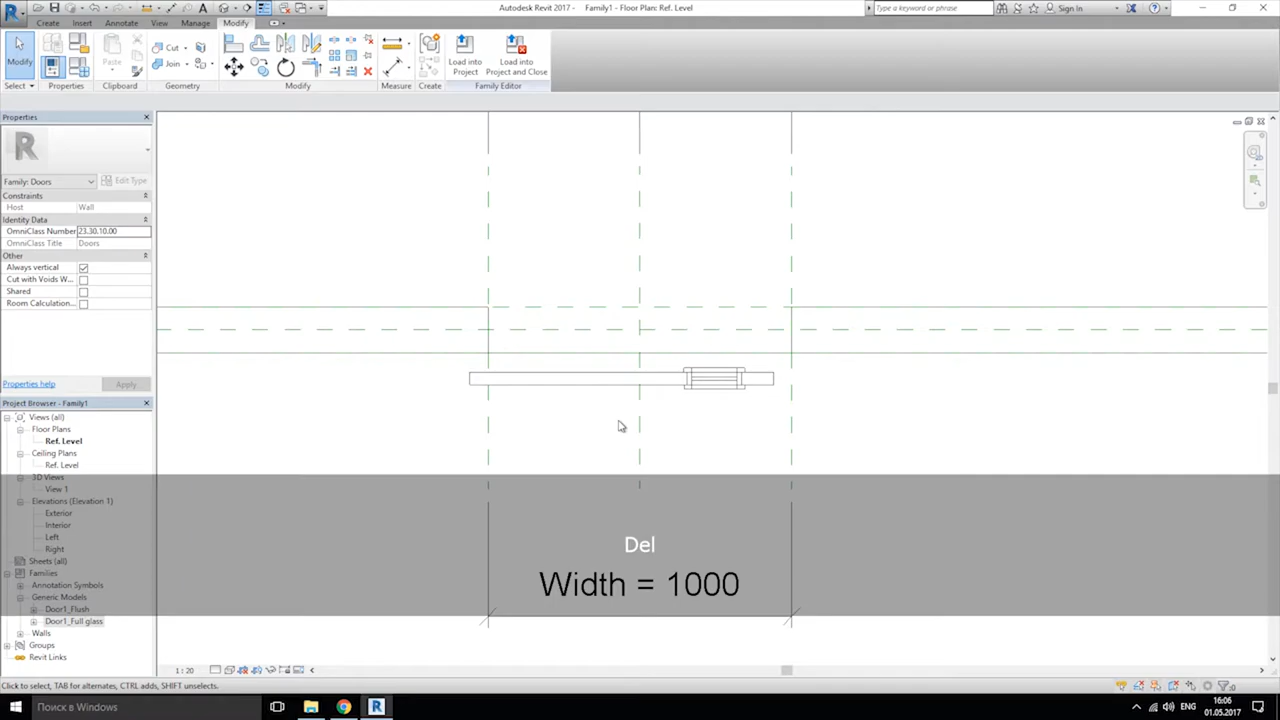 Autodesk Revit 2017 - Family1 - Floor Plan: Ref. Level
Type a keyword or phrase
Sign In
Create Insert Annotate View Manage Modify
Modify
Paste
Cut
Join
Load into
Project
Load into
Project and Close
Select Properties Clipboard Geometry Modify Measure Create Family Editor
Properties
Family: Doors
Edit Type
Constraints
Host Wall
Identity Data
OmniClass Number 23.30.10.00
OmniClass Title Doors
Other
Always vertical
Cut with Voids W...
Shared
Room Calculation...
Properties help
Apply
Project Browser - Family1
Views (all)
Floor Plans
Ref. Level
Ceiling Plans
Ref. Level
3D Views
View 1
Elevations (Elevation 1)
Exterior
Interior
Left
Right
Sheets (all)
Families
Annotation Symbols
Generic Models
Door1_Flush
Door1_Full glass
Walls
Groups
Revit Links
Del
Width = 1000
1 : 20
Click to select, TAB for alternates, CTRL adds, SHIFT unselects.
:0
Поиск в Windows
ENG
16:06
01.05.2017